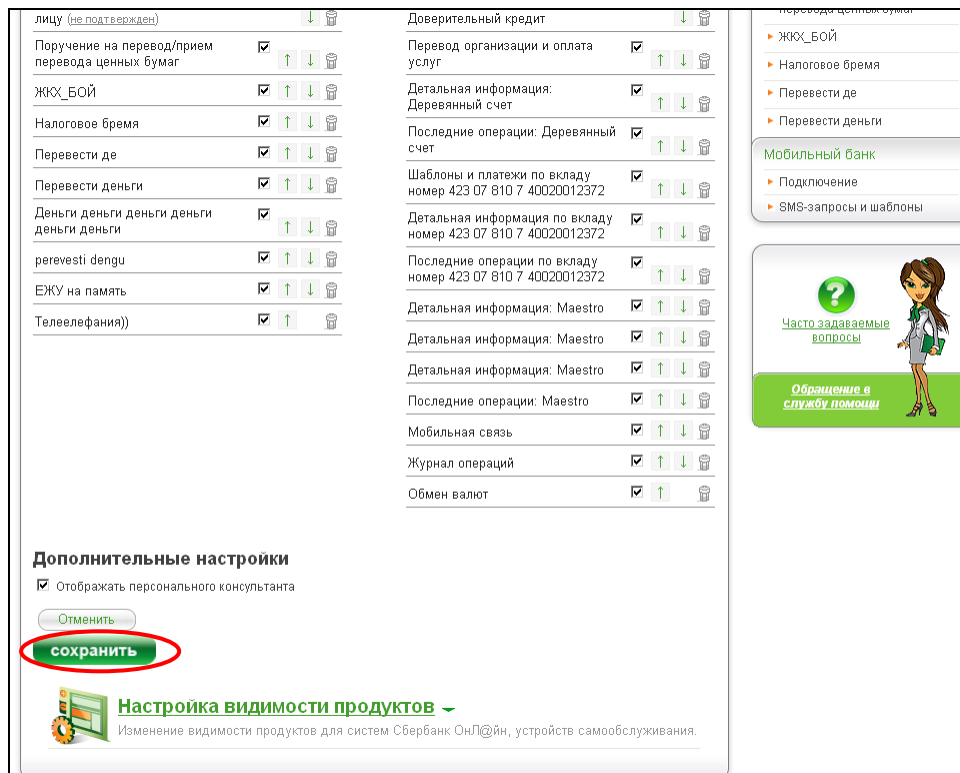 лицу (не подтвержден)
Поручение на перевод/прием
перевода ценных бумаг
ЖКХ_БОЙ
Налоговое бремя
Перевести де
Перевести деньги
Деньги деньги деньги деньги
деньги деньги
perevesti dengu
ЕЖУ на память
Телеелефания))
Доверительный кредит
Перевод организации и оплата
услуг
Детальная информация:
Деревянный счет
Последние операции: Деревянный
счет
Шаблоны и платежи по вкладу
номер 423 07 810 7 40020012372
Детальная информация по вкладу
номер 423 07 810 7 40020012372
Последние операции по вкладу
номер 423 07 810 7 40020012372
Детальная информация: Maestro
Детальная информация: Maestro
Детальная информация: Maestro
Последние операции: Maestro
Мобильная связь
Журнал операций
Обмен валют
Дополнительные настройки
Отображать персонального консультанта
Отменить
сохранить
Настройка видимости продуктов
Изменение видимости продуктов для систем Сбербанк ОнЛ@йн, устройств самообслуживания.
перевода ценных бумаг
ЖКХ_БОЙ
Налоговое бремя
Перевести де
Перевести деньги
Мобильный банк
Подключение
SMS-запросы и шаблоны
Часто задаваемые
вопросы
Обращение в
службу помощи